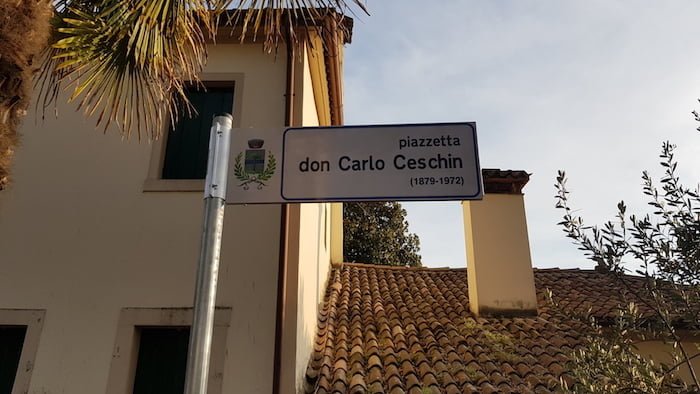 piazzetta
don Carlo Ceschin
(1879-1972)